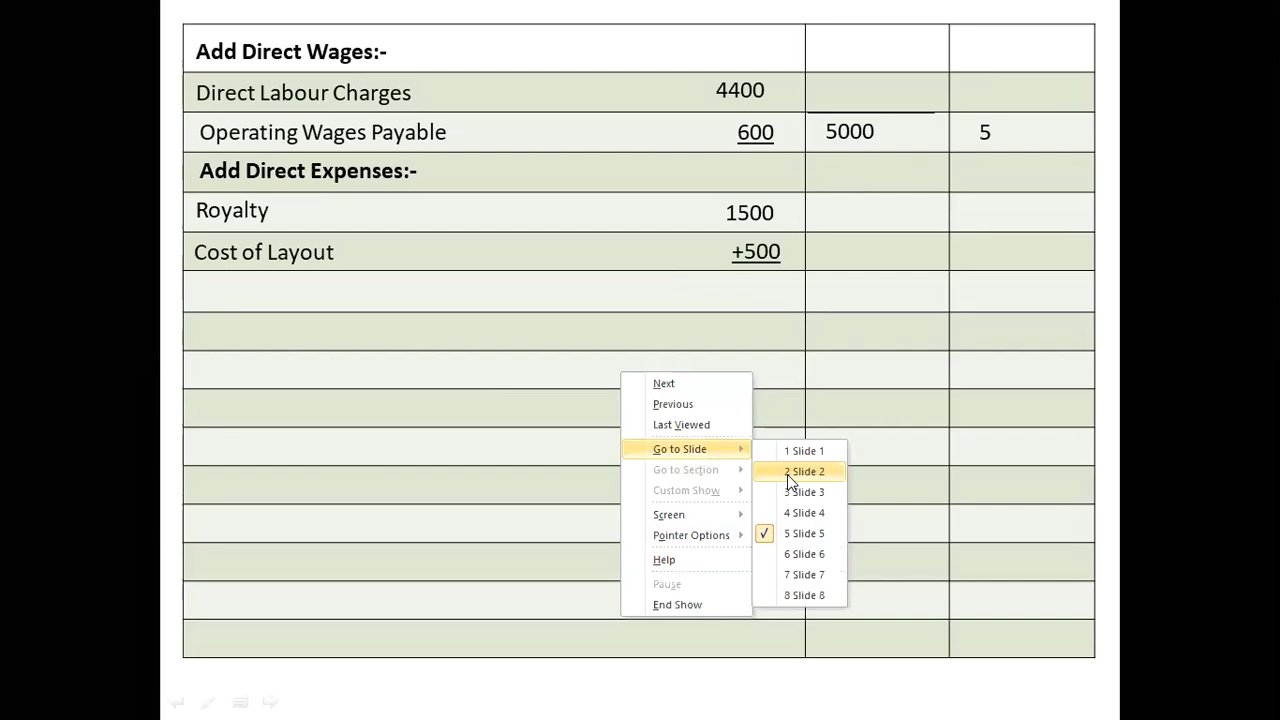 Add Direct Wages:-
Direct Labour Charges 4400
Operating Wages Payable 600 5000 5
Add Direct Expenses:-
Royalty 1500
Cost of Layout +500
Next
Previous
Last Viewed
Go to Slide
Go to Section
Custom Show
Screen
Pointer Options
Help
Pause
End Show
1 Slide 1
2 Slide 2
3 Slide 3
4 Slide 4
5 Slide 5
6 Slide 6
7 Slide 7
8 Slide 8